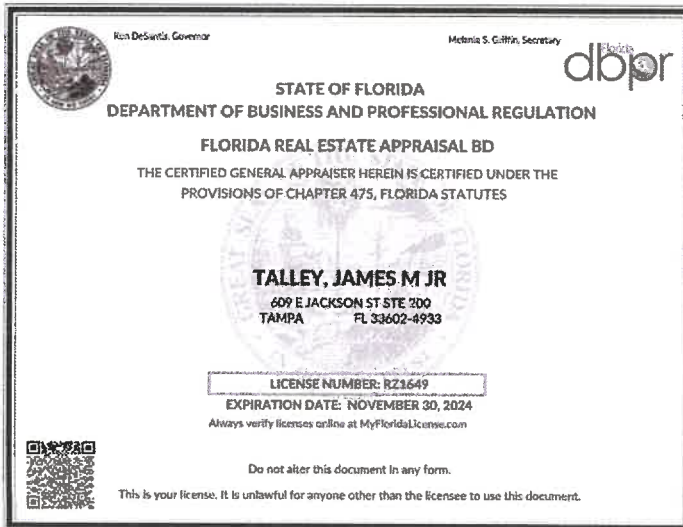 Ron DeSantis, Governor
Melanie S. Griffin, Secretary
Florida
dbpr
STATE OF FLORIDA
DEPARTMENT OF BUSINESS AND PROFESSIONAL REGULATION
FLORIDA REAL ESTATE APPRAISAL BD
THE CERTIFIED GENERAL APPRAISER HEREIN IS CERTIFIED UNDER THE
PROVISIONS OF CHAPTER 475, FLORIDA STATUTES
TALLEY, JAMES M JR
609 E JACKSON ST STE 200
TAMPA FL 33602-4933
LICENSE NUMBER: RZ1649
EXPIRATION DATE: NOVEMBER 30, 2024
Always verify licenses online at MyFloridaLicense.com
Do not alter this document in any form.
This is your license. It is unlawful for anyone other than the licensee to use this document.